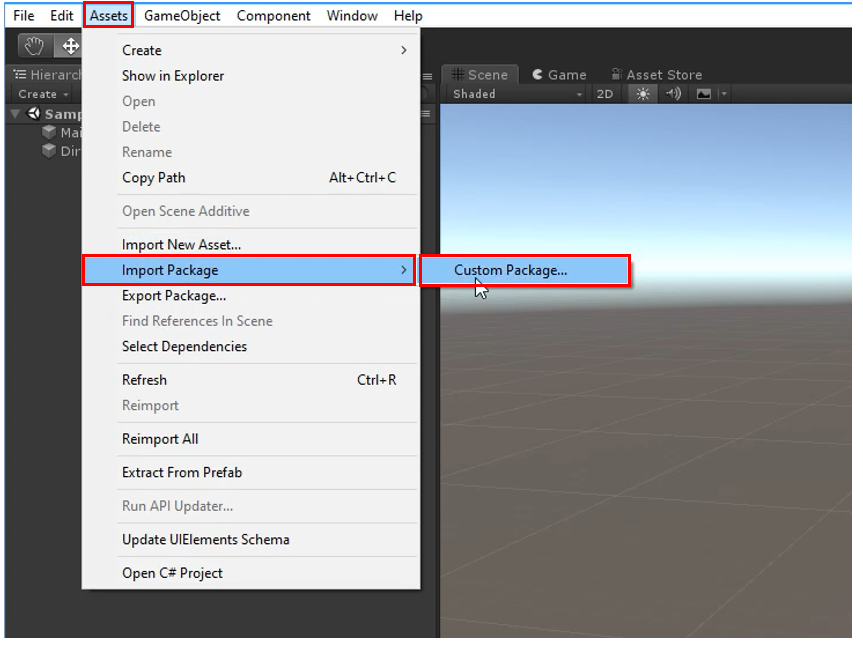 File Edit Assets GameObject Component Window Help
Hierarch
Create
Samp
Mai
Dir
Create
Show in Explorer
Open
Delete
Rename
Copy Path Alt+Ctrl+C
Open Scene Additive
Import New Asset...
Import Package
Export Package...
Find References In Scene
Select Dependencies
Refresh Ctrl+R
Reimport
Reimport All
Extract From Prefab
Run API Updater...
Update UIElements Schema
Open C# Project
Custom Package...
Scene Game Asset Store
Shaded 2D